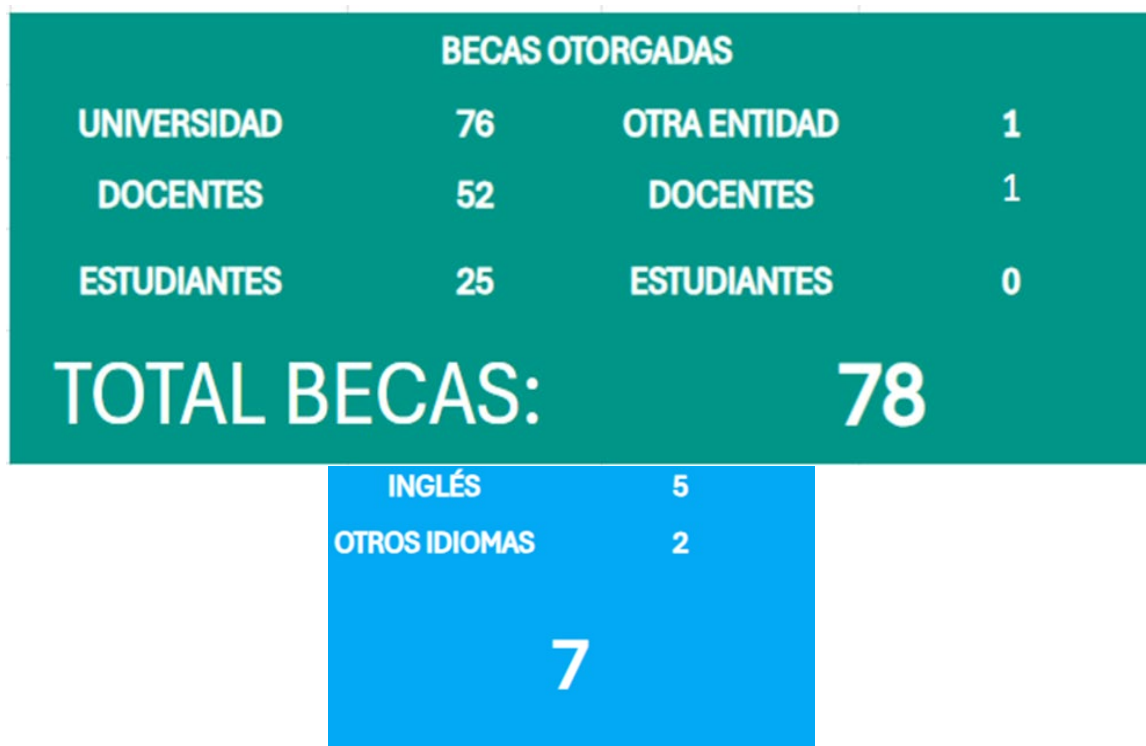 BECAS OTORGADAS
UNIVERSIDAD 76 OTRA ENTIDAD 1
DOCENTES 52 DOCENTES 1
ESTUDIANTES 25 ESTUDIANTES 0
TOTAL BECAS: 78
INGLÉS 5
OTROS IDIOMAS 2
7